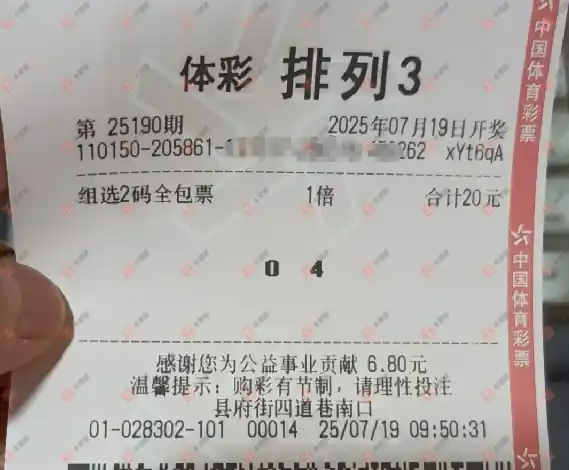 体彩 排列3
第 25190期 2025年07月19日开奖
110150-205861- 262 xYt6qA
组选2码全包票 1倍 合计20元
0 4
感谢您为公益事业贡献 6.80元
温馨提示：购彩有节制，请理性投注
县府街四道巷南口
01-028302-101 00014 25/07/19 09:50:31
中国体育彩票
中国体育彩票